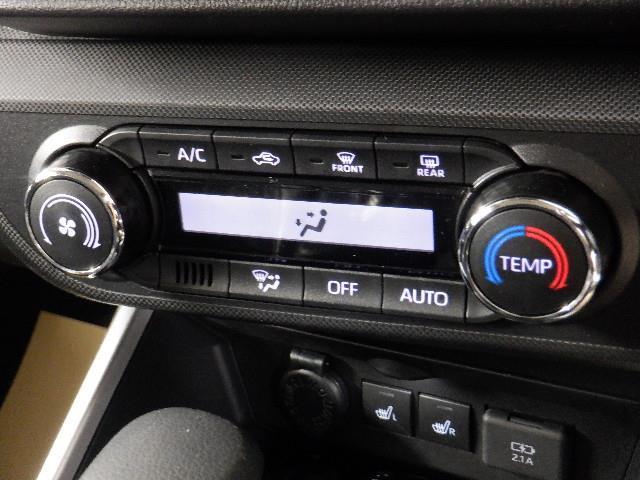 A/C
FRONT
REAR
TEMP
OFF
AUTO
L
R
2.1A